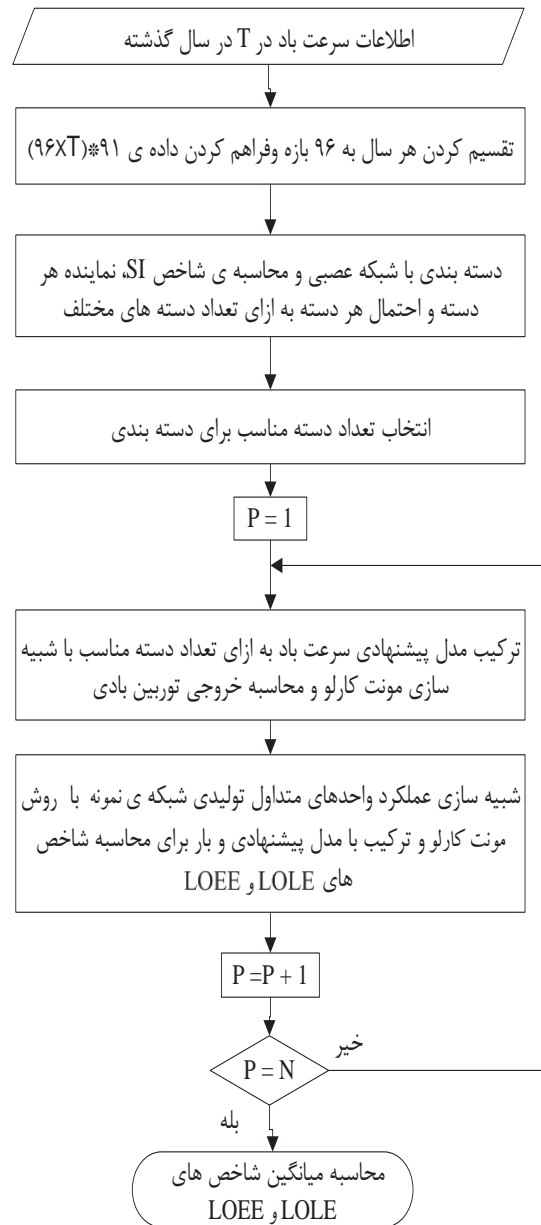 اطلاعات سرعت باد در T در سال گذشته
تقسیم کردن هر سال به ۹۶ بازه وفراهم کردن داده ی ۹۱*(۹۶XT)
دسته بندی با شبکه عصبی و محاسبه ی شاخص SI، نماینده هر
دسته و احتمال هر دسته به ازای تعداد دسته های مختلف
انتخاب تعداد دسته مناسب برای دسته بندی
P = 1
ترکیب مدل پیشنهادی سرعت باد به ازای تعداد دسته مناسب با شبیه
سازی مونت کارلو و محاسبه خروجی توربین بادی
شبیه سازی عملکرد واحدهای متداول تولیدی شبکه ی نمونه با روش
مونت کارلو و ترکیب با مدل پیشنهادی و بار برای محاسبه شاخص
های LOLE و LOEE
P =P + 1
خیر
P = N
بله
محاسبه میانگین شاخص های
LOLE و LOEE